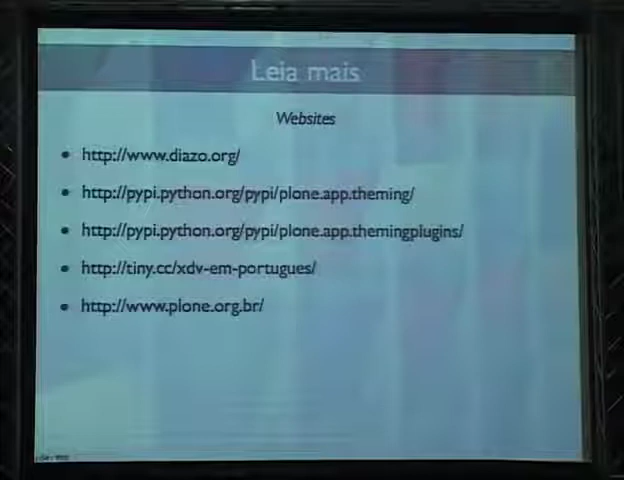 Leia mais
Websites
• http://www.diazo.org/
• http://pypi.python.org/pypi/plone.app.theming/
• http://pypi.python.org/pypi/plone.app.themingplugins/
• http://tiny.cc/xdv-em-portugues/
• http://www.plone.org.br/